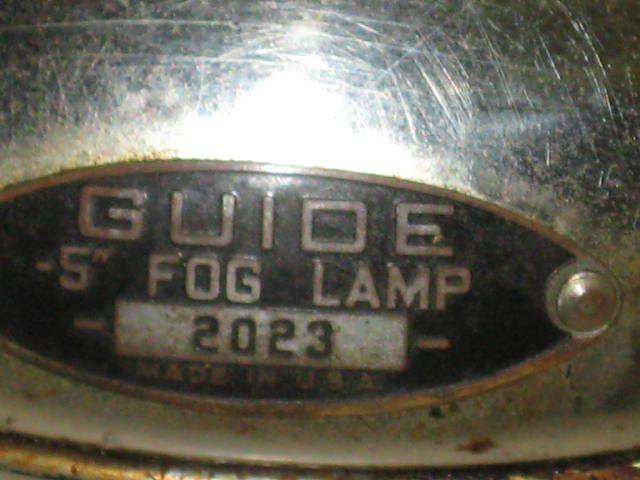 GUIDE
-5" FOG LAMP
- 2023 -
MADE IN U.S.A.